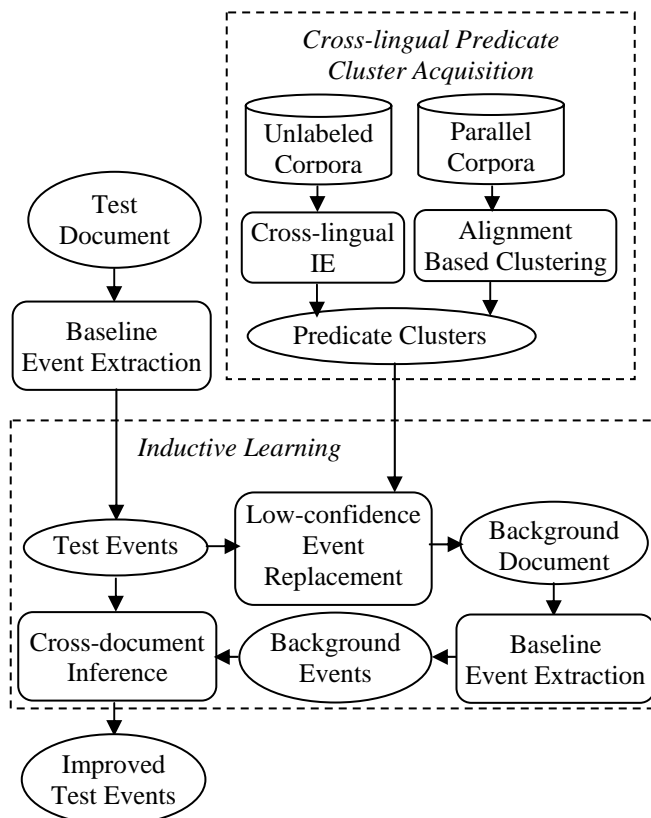 Cross-lingual Predicate
Cluster Acquisition
Unlabeled
Corpora
Parallel
Corpora
Test
Document
Cross-lingual
IE
Alignment
Based Clustering
Baseline
Event Extraction
Predicate Clusters
Inductive Learning
Test Events
Low-confidence
Event
Replacement
Background
Document
Cross-document
Inference
Background
Events
Baseline
Event Extraction
Improved
Test Events